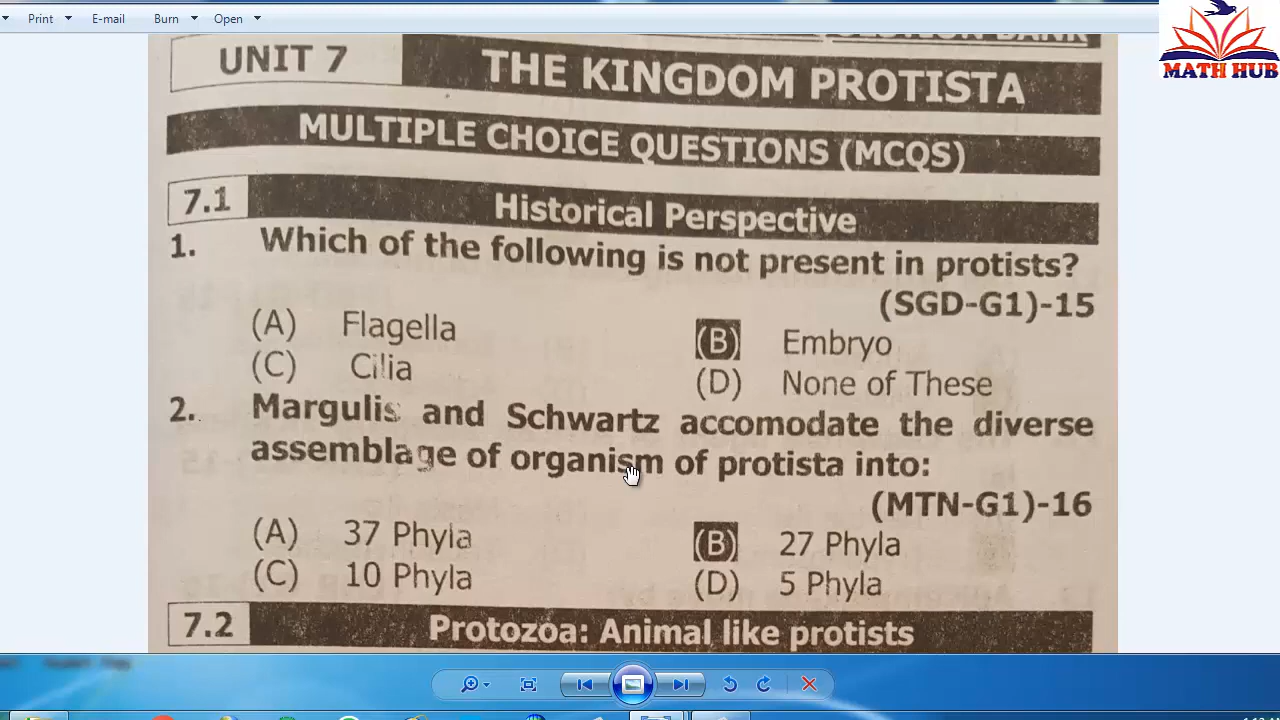 Print E-mail Burn Open
MATH HUB
QUESTION BANK
UNIT 7 THE KINGDOM PROTISTA
MULTIPLE CHOICE QUESTIONS (MCQS)
7.1 Historical Perspective
1. Which of the following is not present in protists?
(SGD-G1)-15
(A) Flagella (B) Embryo
(C) Cilia (D) None of These
2. Margulis and Schwartz accomodate the diverse
assemblage of organism of protista into:
(MTN-G1)-16
(A) 37 Phyla (B) 27 Phyla
(C) 10 Phyla (D) 5 Phyla
7.2 Protozoa: Animal like protists